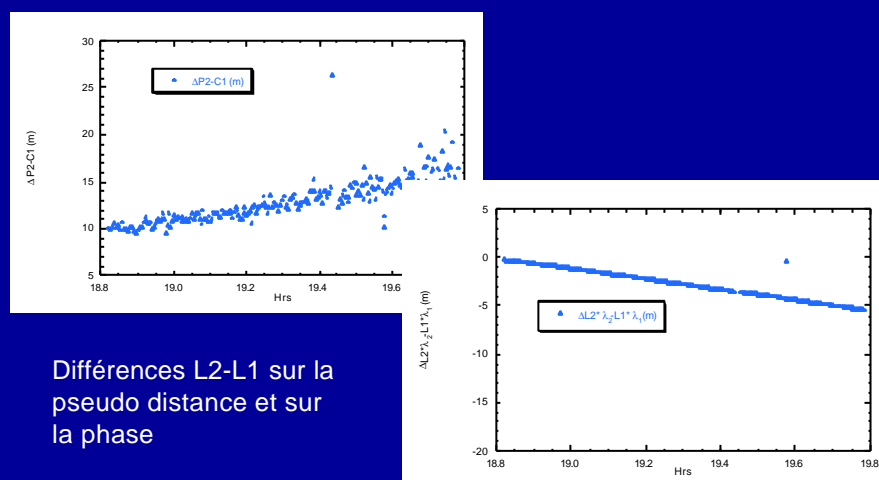 30
25
20
15
10
5
Δ P2-C1 (m)
ΔP2-C1 (m)
18.8 19.0 19.2 19.4 19.6
Hrs
5
0
-5
-10
-15
-20
ΔL2*λ2-L1*λ1 (m)
ΔL2* λ2-L1* λ1(m)
18.8 19.0 19.2 19.4 19.6 19.8
Hrs
Différences L2-L1 sur la
pseudo distance et sur
la phase